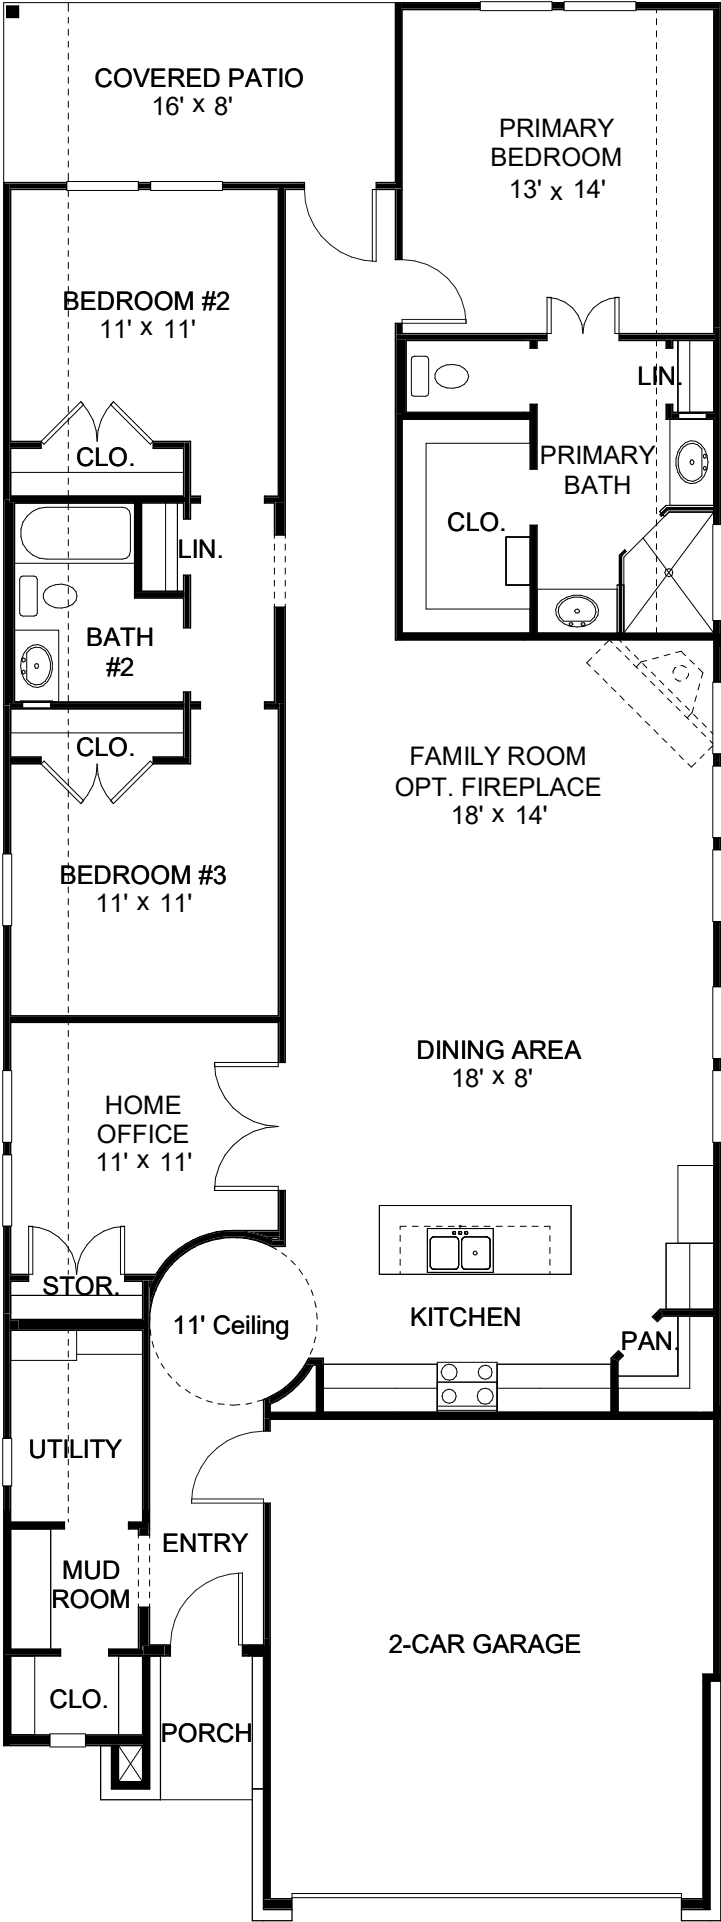 COVERED PATIO
16' x 8'
PRIMARY
BEDROOM
13' x 14'
BEDROOM #2
11' x 11'
LIN.
CLO.
PRIMARY
BATH
CLO.
LIN.
BATH
#2
CLO.
FAMILY ROOM
OPT. FIREPLACE
18' x 14'
BEDROOM #3
11' x 11'
DINING AREA
18' x 8'
HOME
OFFICE
11' x 11'
STOR.
11' Ceiling
KITCHEN
PAN.
UTILITY
ENTRY
MUD
ROOM
2-CAR GARAGE
CLO.
PORCH